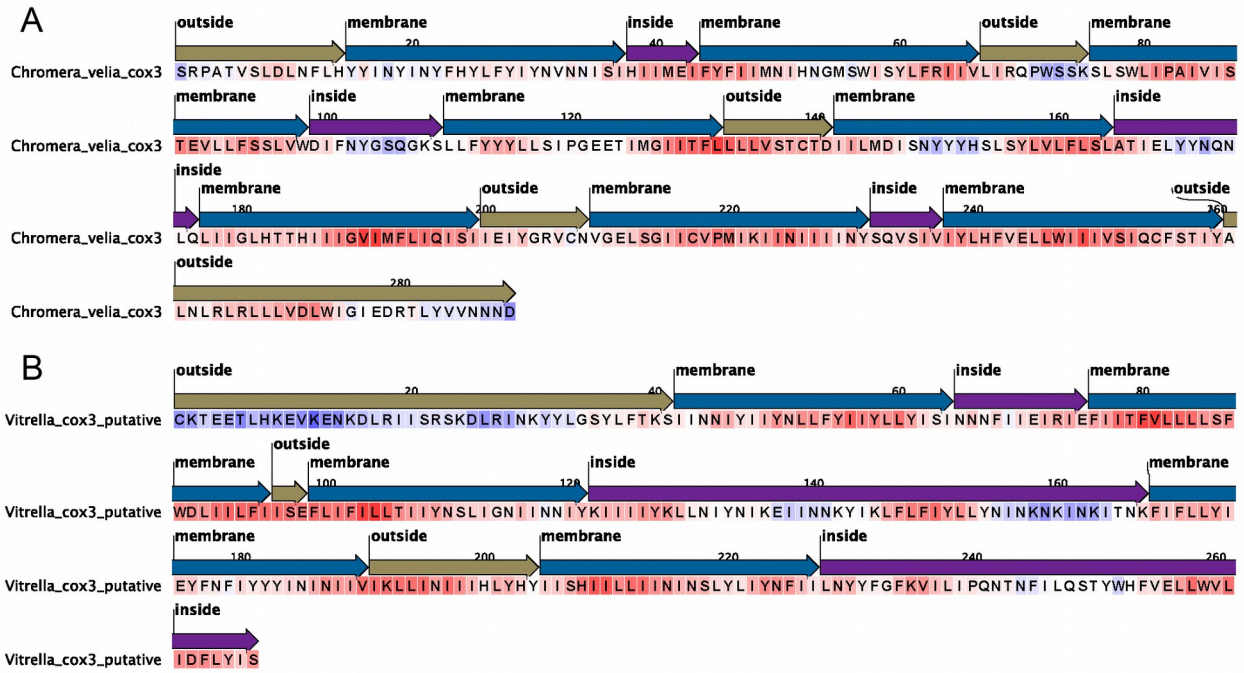 A
outside membrane inside membrane outside membrane
20 40 60 80
Chromera_velia_cox3 SRPATVSLDLNFLHYYINYINYFHYLFYIYNVNNISIHIIMEIFYFIIMNIHNGMSWISYLFRIIVLIRQPWSSKSLSWLIPAIVIS
membrane inside membrane outside membrane inside
100 120 140 160
Chromera_velia_cox3 TEVLLFSSLVWDIFNYGSQGKSLLFYYYLLSIPGEETIMGIITFLLLLVSTCTDIILMDISNYYYHSLSYLVLFLSLATIELYYNQN
inside
membrane outside membrane inside membrane outside
180 200 220 240 260
Chromera_velia_cox3 LQLIIGLHTTHIIIGVIMFLIQISIIEIYGRVCNVGELSGIICVPMIKIINIIIINYSQVSIVIYLHFVELLWIIIVSIQCFSTIYA
outside
280
Chromera_velia_cox3 LNLRLRLLLVDLWIGIEDRTLYVVNNND
B
outside membrane inside membrane
20 40 60 80
Vitrella_cox3_putative CKTEETLHKEVKENKDLRIISRSKDLRINKYYLGSYLFTKSIINNIYIIYNLLFYIIYLLYISINNNFIIEIRIEFIITFVLLLLSF
outside
membrane membrane inside membrane
100 120 140 160
Vitrella_cox3_putative WDLIILFIISEFLIFILLTIIYNSLIGNIINNIYKIIIIYKLLNIYNIKEIINNKYIKLFLFIYLLYNINKNKINKITNKFIFLLYI
membrane outside membrane inside
180 200 220 240 260
Vitrella_cox3_putative EYFNFIYYYININIIVIKLLINIIIHLYHYIISHIILLIININSLYLIYNFIILNYYFGFKVILIPQNTNFILQSTYWHFVELLWVL
inside
Vitrella_cox3_putative IDFLYIS